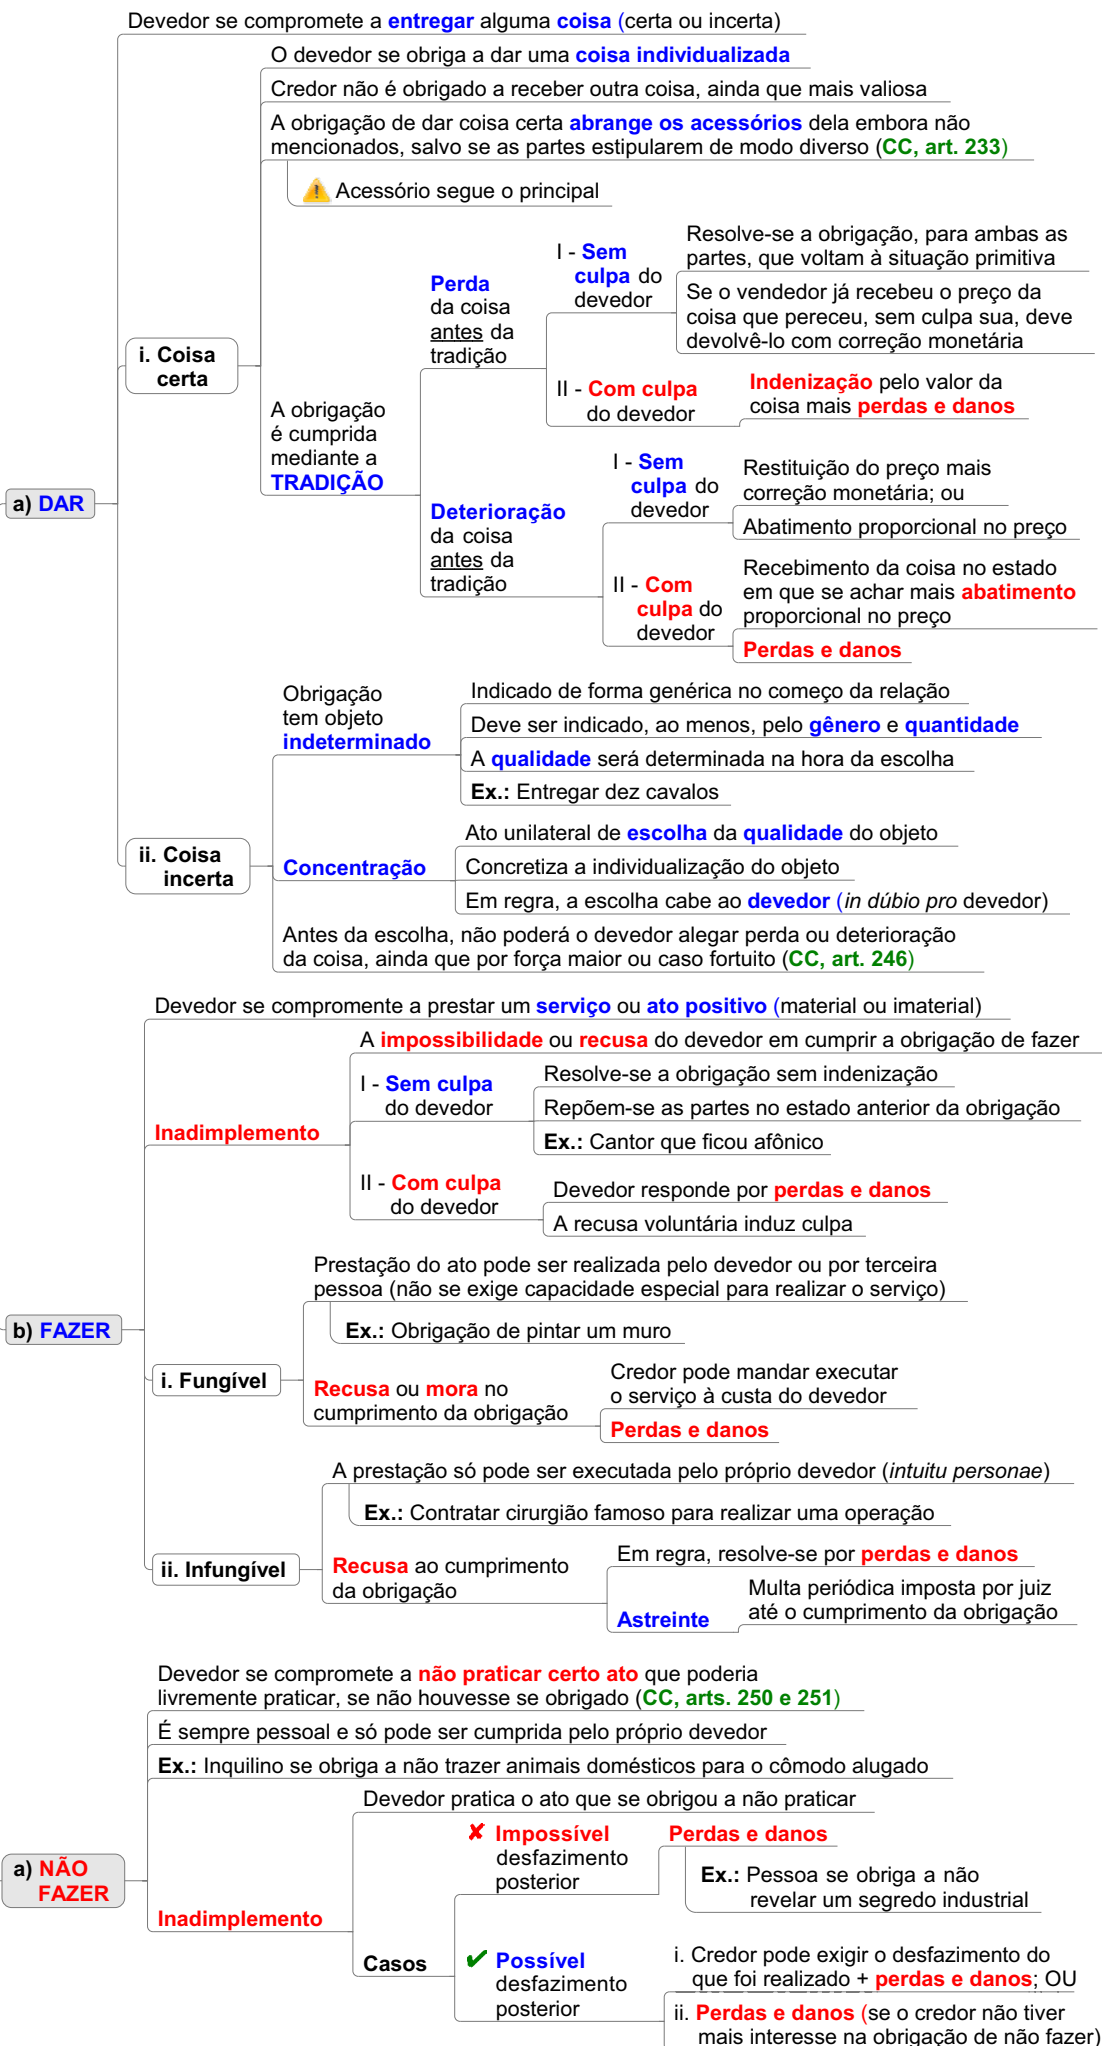 Devedor se compromete a entregar alguma coisa (certa ou incerta)
O devedor se obriga a dar uma coisa individualizada
Credor não é obrigado a receber outra coisa, ainda que mais valiosa
A obrigação de dar coisa certa abrange os acessórios dela embora não
mencionados, salvo se as partes estipularem de modo diverso (CC, art. 233)
Acessório segue o principal
a) DAR
i. Coisa
certa
A obrigação
é cumprida
mediante a
TRADIÇÃO
Perda
da coisa
antes da
tradição
I - Sem
culpa do
devedor
Resolve-se a obrigação, para ambas as
partes, que voltam à situação primitiva
Se o vendedor já recebeu o preço da
coisa que pereceu, sem culpa sua, deve
devolvê-lo com correção monetária
II - Com culpa
do devedor
Indenização pelo valor da
coisa mais perdas e danos
Deterioração
da coisa
antes da
tradição
I - Sem
culpa do
devedor
Restituição do preço mais
correção monetária; ou
Abatimento proporcional no preço
II - Com
culpa do
devedor
Recebimento da coisa no estado
em que se achar mais abatimento
proporcional no preço
Perdas e danos
ii. Coisa
incerta
Obrigação
tem objeto
indeterminado
Indicado de forma genérica no começo da relação
Deve ser indicado, ao menos, pelo gênero e quantidade
A qualidade será determinada na hora da escolha
Ex.: Entregar dez cavalos
Concentração
Ato unilateral de escolha da qualidade do objeto
Concretiza a individualização do objeto
Em regra, a escolha cabe ao devedor (in dúbio pro devedor)
Antes da escolha, não poderá o devedor alegar perda ou deterioração
da coisa, ainda que por força maior ou caso fortuito (CC, art. 246)
b) FAZER
Devedor se compromente a prestar um serviço ou ato positivo (material ou imaterial)
Inadimplemento
A impossibilidade ou recusa do devedor em cumprir a obrigação de fazer
I - Sem culpa
do devedor
Resolve-se a obrigação sem indenização
Repõem-se as partes no estado anterior da obrigação
Ex.: Cantor que ficou afônico
II - Com culpa
do devedor
Devedor responde por perdas e danos
A recusa voluntária induz culpa
i. Fungível
Prestação do ato pode ser realizada pelo devedor ou por terceira
pessoa (não se exige capacidade especial para realizar o serviço)
Ex.: Obrigação de pintar um muro
Recusa ou mora no
cumprimento da obrigação
Credor pode mandar executar
o serviço à custa do devedor
Perdas e danos
ii. Infungível
A prestação só pode ser executada pelo próprio devedor (intuitu personae)
Ex.: Contratar cirurgião famoso para realizar uma operação
Recusa ao cumprimento
da obrigação
Em regra, resolve-se por perdas e danos
Astreinte
Multa periódica imposta por juiz
até o cumprimento da obrigação
a) NÃO
FAZER
Devedor se compromete a não praticar certo ato que poderia
livremente praticar, se não houvesse se obrigado (CC, arts. 250 e 251)
É sempre pessoal e só pode ser cumprida pelo próprio devedor
Ex.: Inquilino se obriga a não trazer animais domésticos para o cômodo alugado
Inadimplemento
Devedor pratica o ato que se obrigou a não praticar
Casos
✘ Impossível
desfazimento
posterior
Perdas e danos
Ex.: Pessoa se obriga a não
revelar um segredo industrial
✔ Possível
desfazimento
posterior
i. Credor pode exigir o desfazimento do
que foi realizado + perdas e danos; OU
ii. Perdas e danos (se o credor não tiver
mais interesse na obrigação de não fazer)